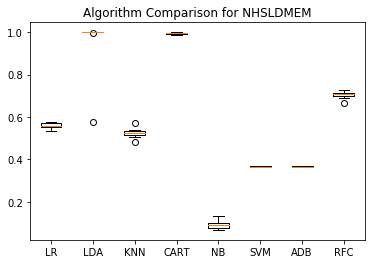 Algorithm Comparison for NHSLDMEM
1.0
0.8
0.6
0.4
0.2
LR LDA KNN CART NB SVM ADB RFC